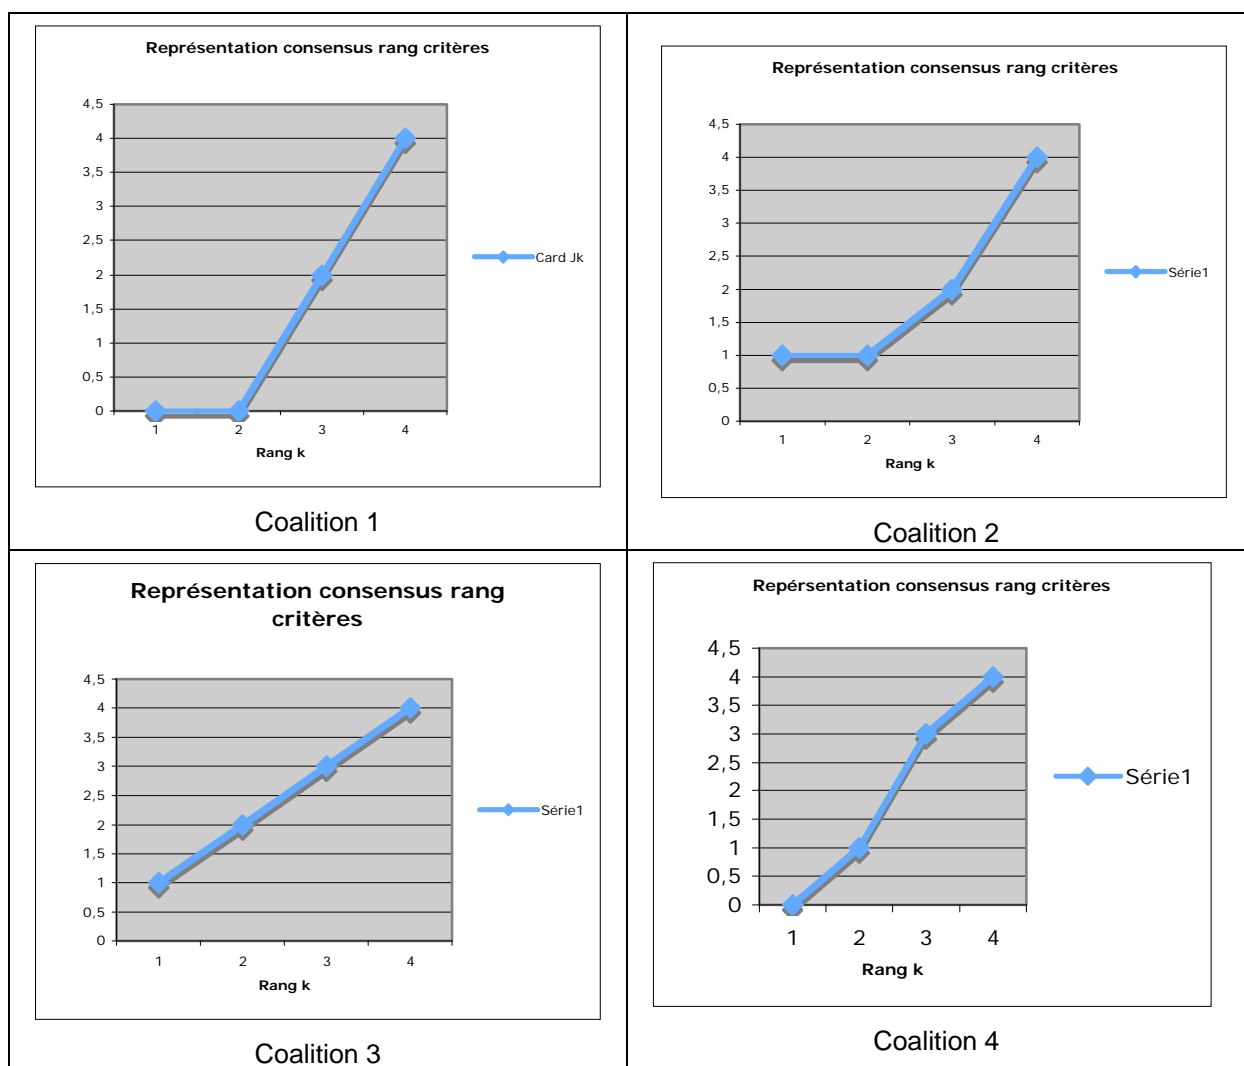 Représentation consensus rang critères
4,5
4
3,5
3
2,5
2
1,5
1
0,5
0
1 2 3 4
Rang k
Card Jk
Coalition 1
Représentation consensus rang critères
4,5
4
3,5
3
2,5
2
1,5
1
0,5
0
1 2 3 4
Rang k
Série1
Coalition 2
Représentation consensus rang
critères
4,5
4
3,5
3
2,5
2
1,5
1
0,5
0
1 2 3 4
Rang k
Série1
Coalition 3
Repérsentation consensus rang critères
4,5
4
3,5
3
2,5
2
1,5
1
0,5
0
1 2 3 4
Rang k
Série1
Coalition 4